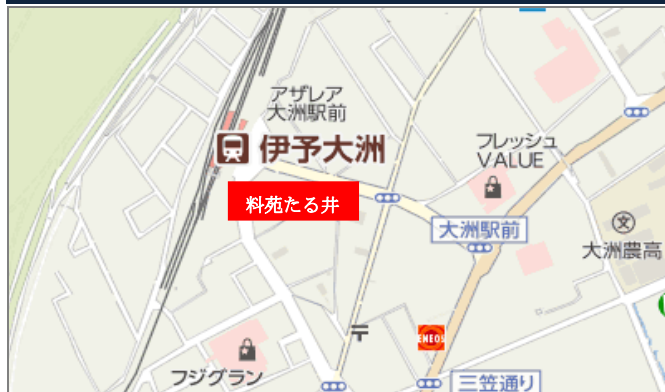 アザレア
大洲駅前
伊予大洲
フレッシュ
VALUE
料苑たる井
大洲駅前
文
大洲農高
〒
ENEOS
フジグラン
三笠通り